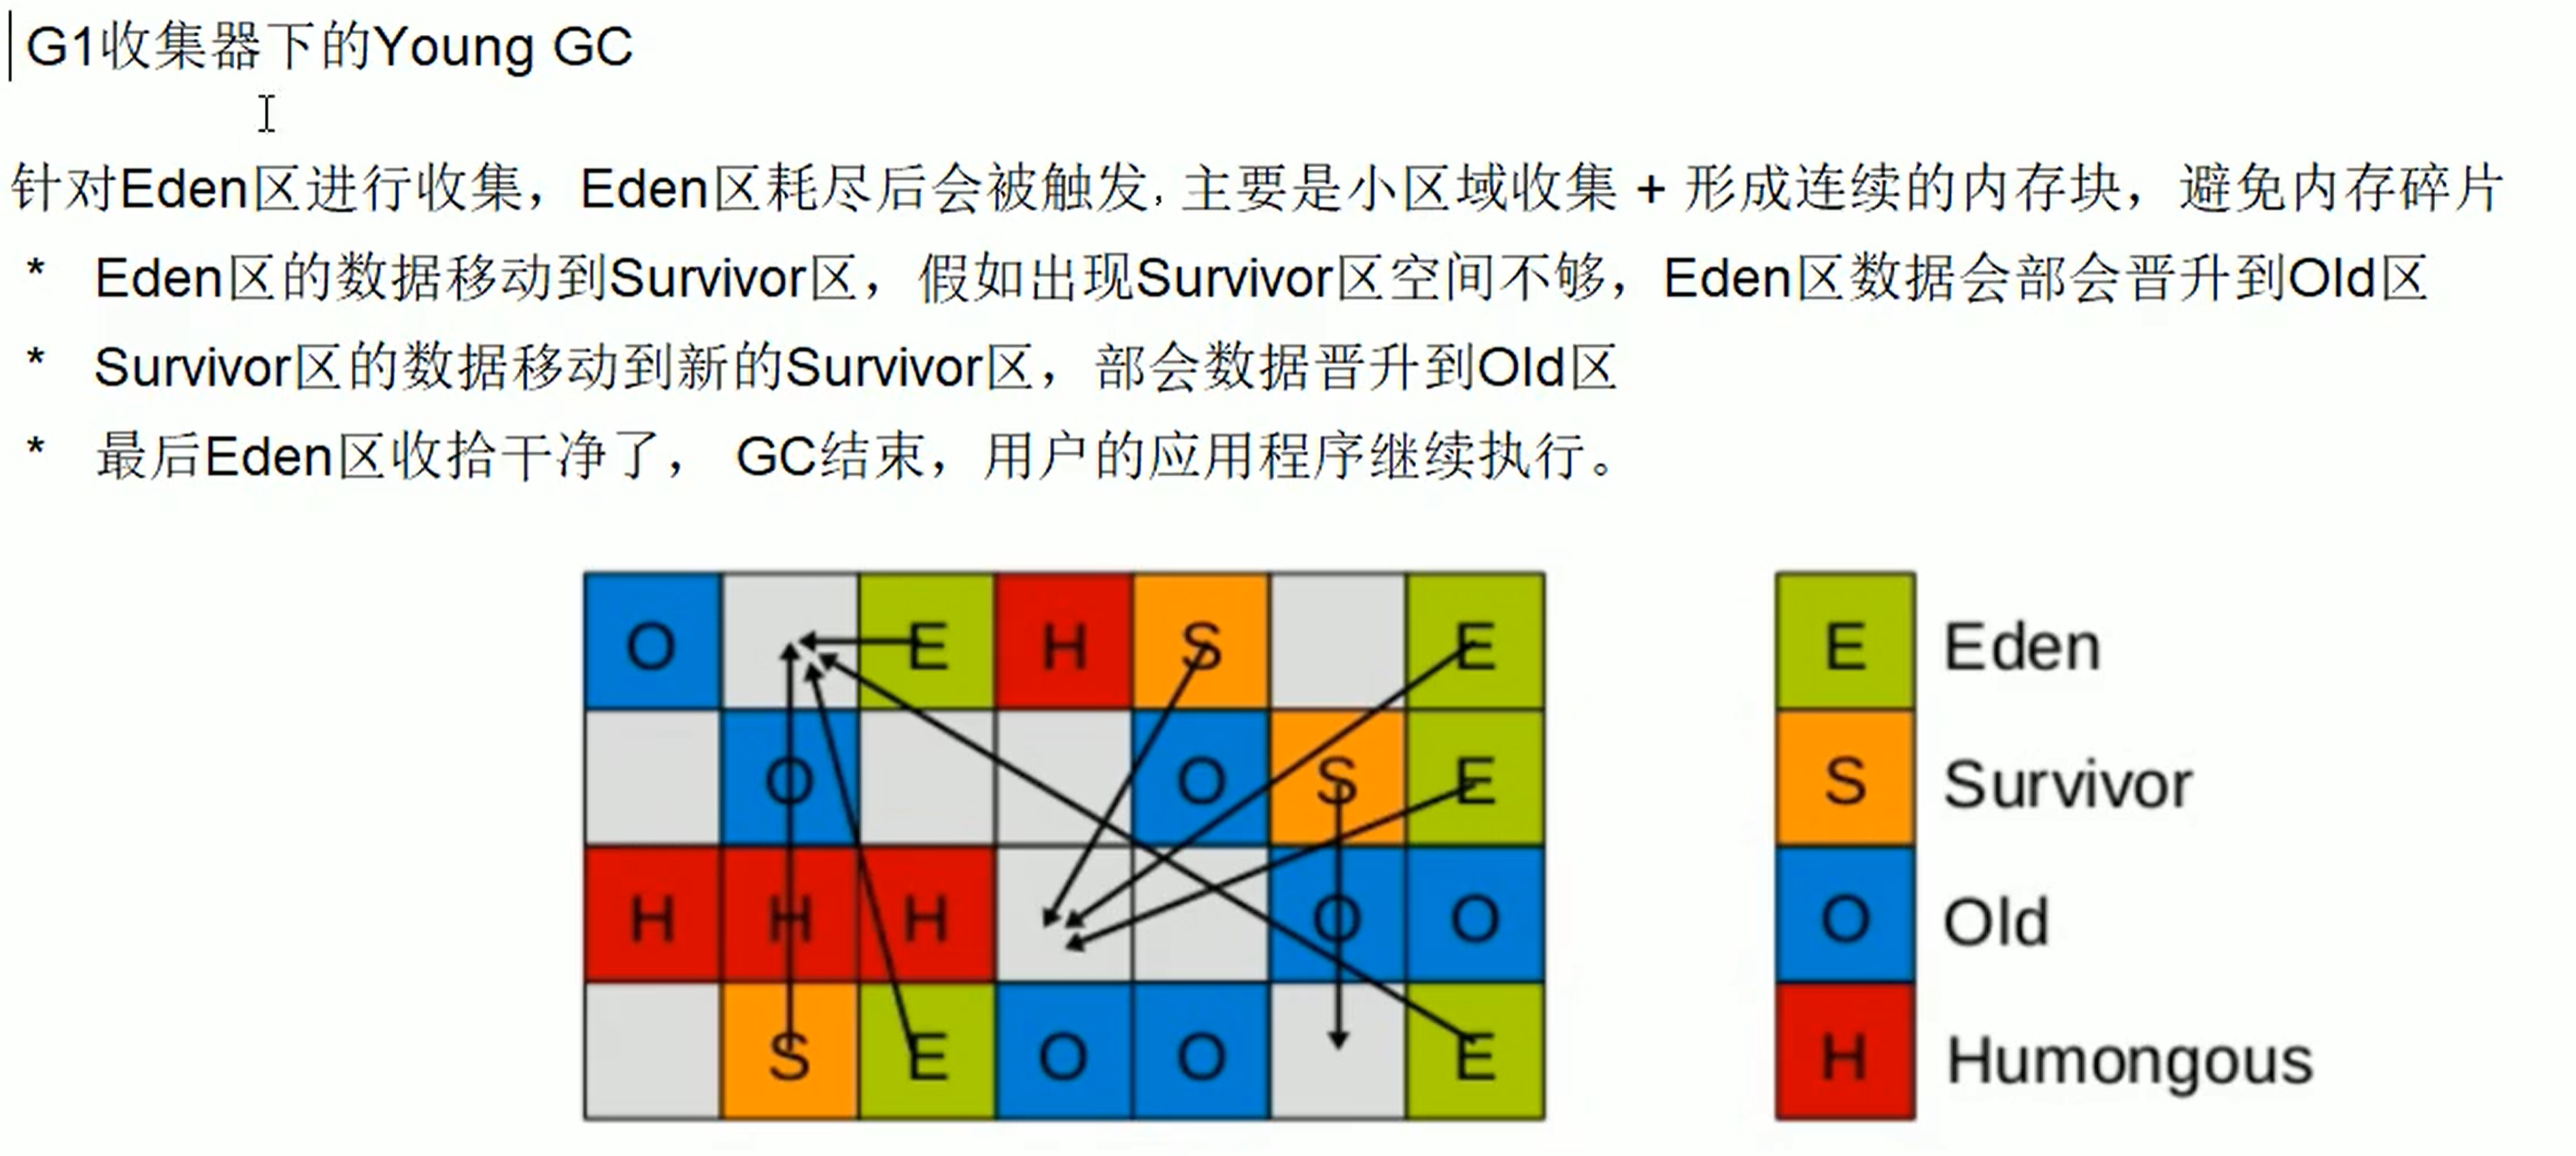 G1收集器下的Young GC
针对Eden区进行收集，Eden区耗尽后会被触发，主要是小区域收集 + 形成连续的内存块，避免内存碎片
* Eden区的数据移动到Survivor区，假如出现Survivor区空间不够，Eden区数据会部会晋升到Old区
* Survivor区的数据移动到新的Survivor区，部会数据晋升到Old区
* 最后Eden区收拾干净了， GC结束，用户的应用程序继续执行。
O E H S E
O O S E
H H H O O
S E O O E
E Eden
S Survivor
O Old
H Humongous